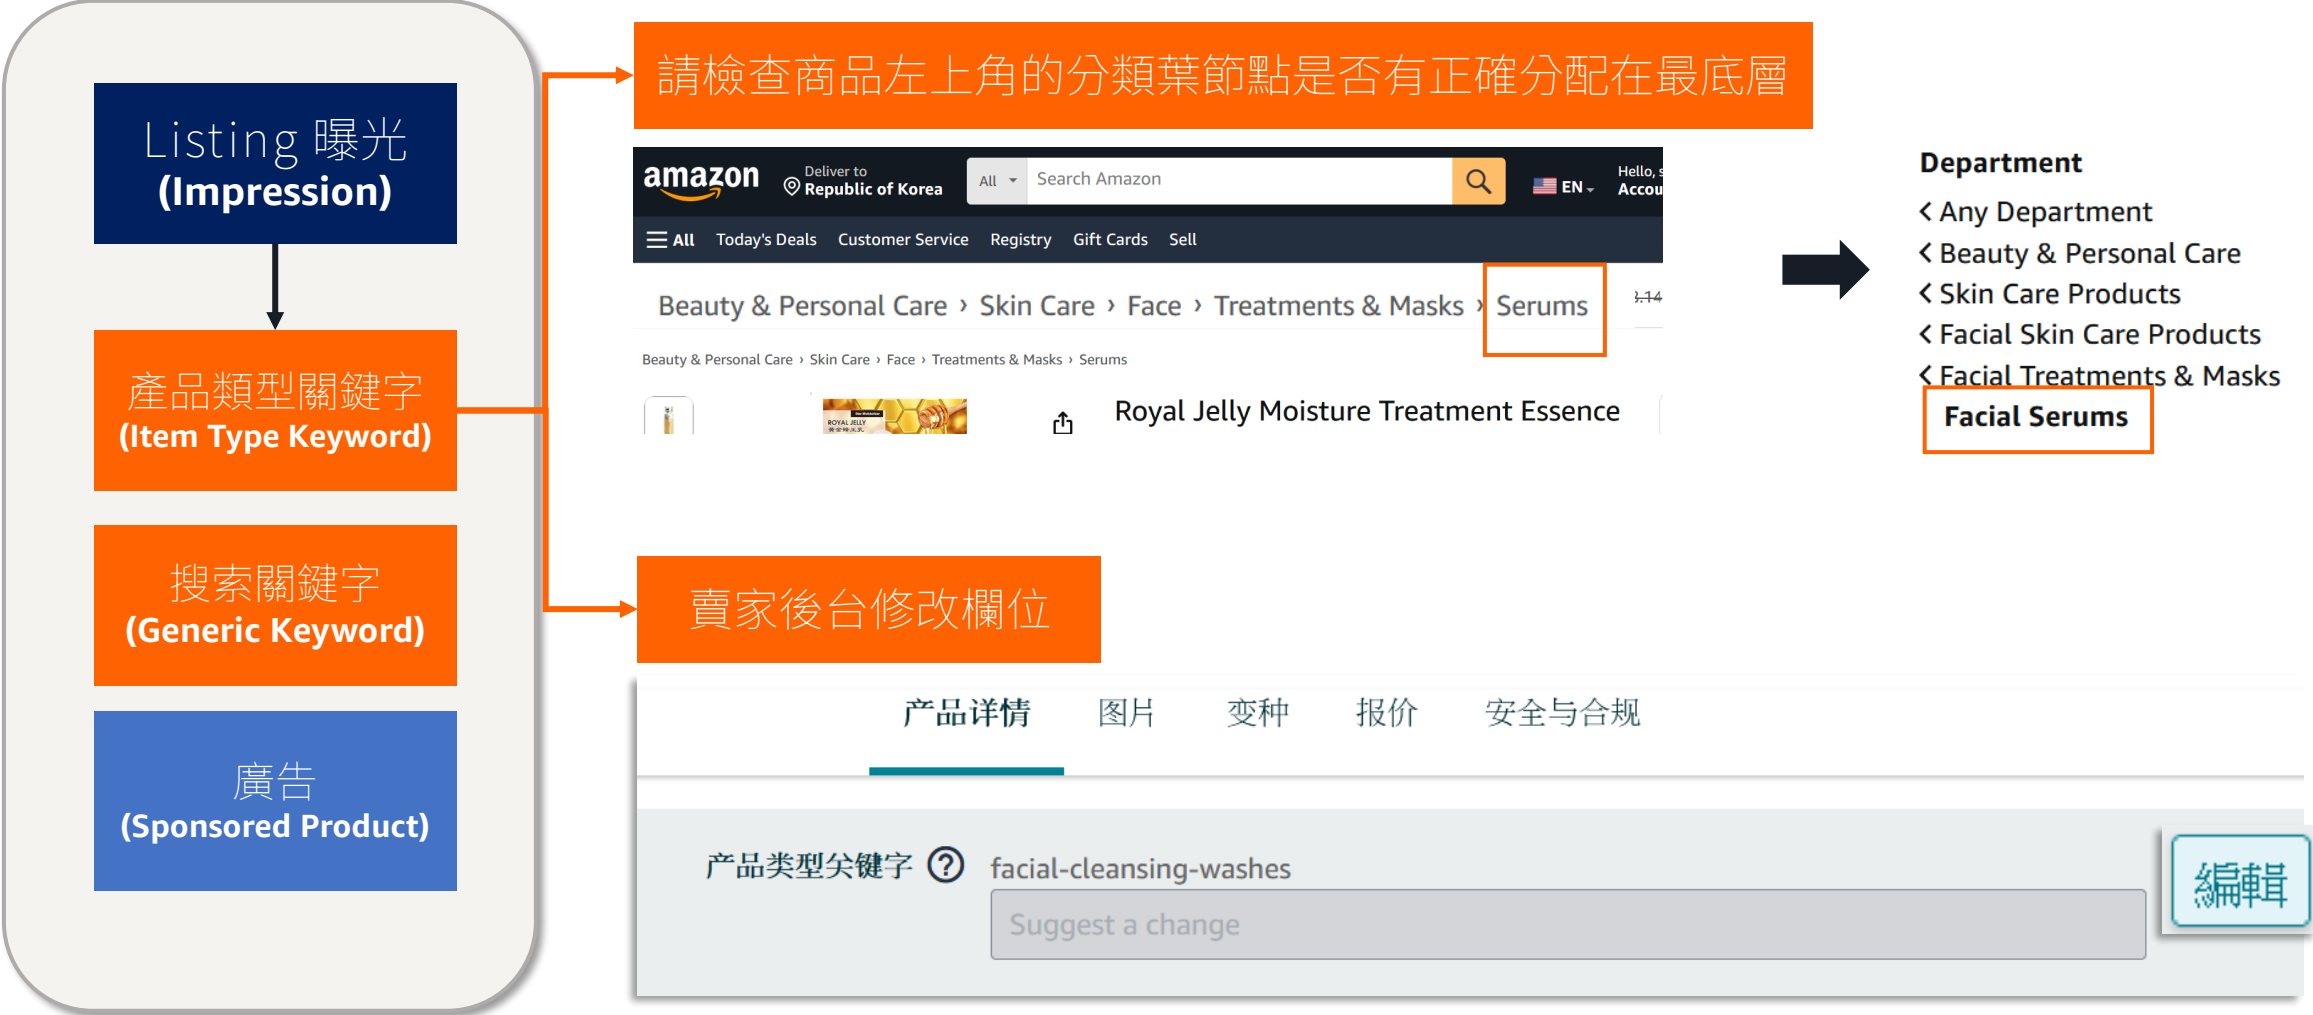 Listing 曝光
(Impression)
產品類型關鍵字
(Item Type Keyword)
搜索關鍵字
(Generic Keyword)
廣告
(Sponsored Product)
請檢查商品左上角的分類葉節點是否有正確分配在最底層
amazon
Deliver to
Republic of Korea
All
Search Amazon
EN
Hello, s
Accou
All Today's Deals Customer Service Registry Gift Cards Sell
Beauty & Personal Care › Skin Care › Face › Treatments & Masks › Serums
3.14
Beauty & Personal Care › Skin Care › Face › Treatments & Masks › Serums
ROYAL JELLY
Royal Jelly Moisture Treatment Essence
Department
‹ Any Department
‹ Beauty & Personal Care
‹ Skin Care Products
‹ Facial Skin Care Products
‹ Facial Treatments & Masks
Facial Serums
賣家後台修改欄位
产品详情 图片 变种 报价 安全与合规
产品类型关键字 ? facial-cleansing-washes
Suggest a change
編輯